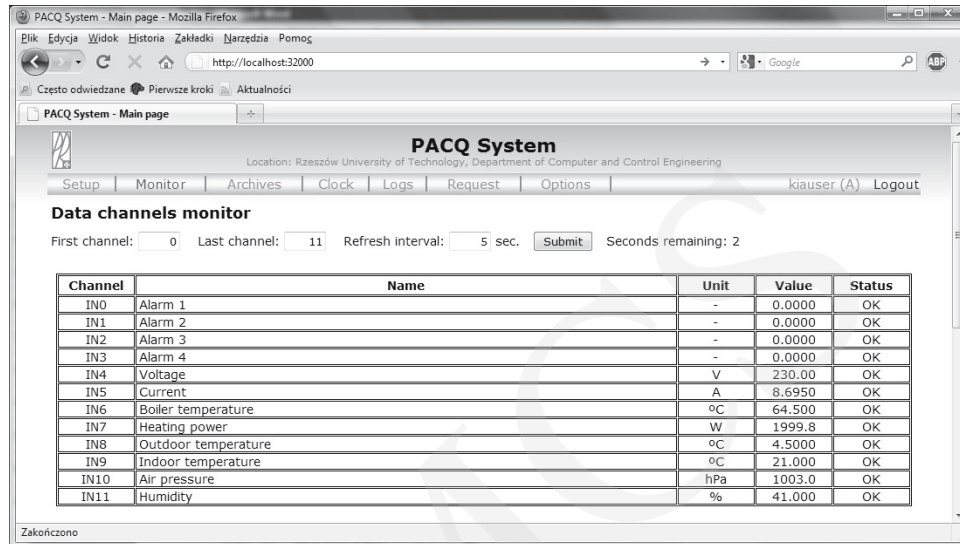 PACQ System - Main page - Mozilla Firefox
Plik Edycja Widok Historia Zakładki Narzędzia Pomoc
http://localhost:32000 Google ABP
Często odwiedzane Pierwsze kroki Aktualności
PACQ System - Main page
PACQ System
Location: Rzeszów University of Technology, Department of Computer and Control Engineering
Setup | Monitor | Archives | Clock | Logs | Request | Options | kiauser (A) Logout
Data channels monitor
First channel: 0 Last channel: 11 Refresh interval: 5 sec. Submit Seconds remaining: 2
Channel Name Unit Value Status
IN0 Alarm 1 - 0.0000 OK
IN1 Alarm 2 - 0.0000 OK
IN2 Alarm 3 - 0.0000 OK
IN3 Alarm 4 - 0.0000 OK
IN4 Voltage V 230.00 OK
IN5 Current A 8.6950 OK
IN6 Boiler temperature ºC 64.500 OK
IN7 Heating power W 1999.8 OK
IN8 Outdoor temperature ºC 4.5000 OK
IN9 Indoor temperature ºC 21.000 OK
IN10 Air pressure hPa 1003.0 OK
IN11 Humidity % 41.000 OK
Zakończono